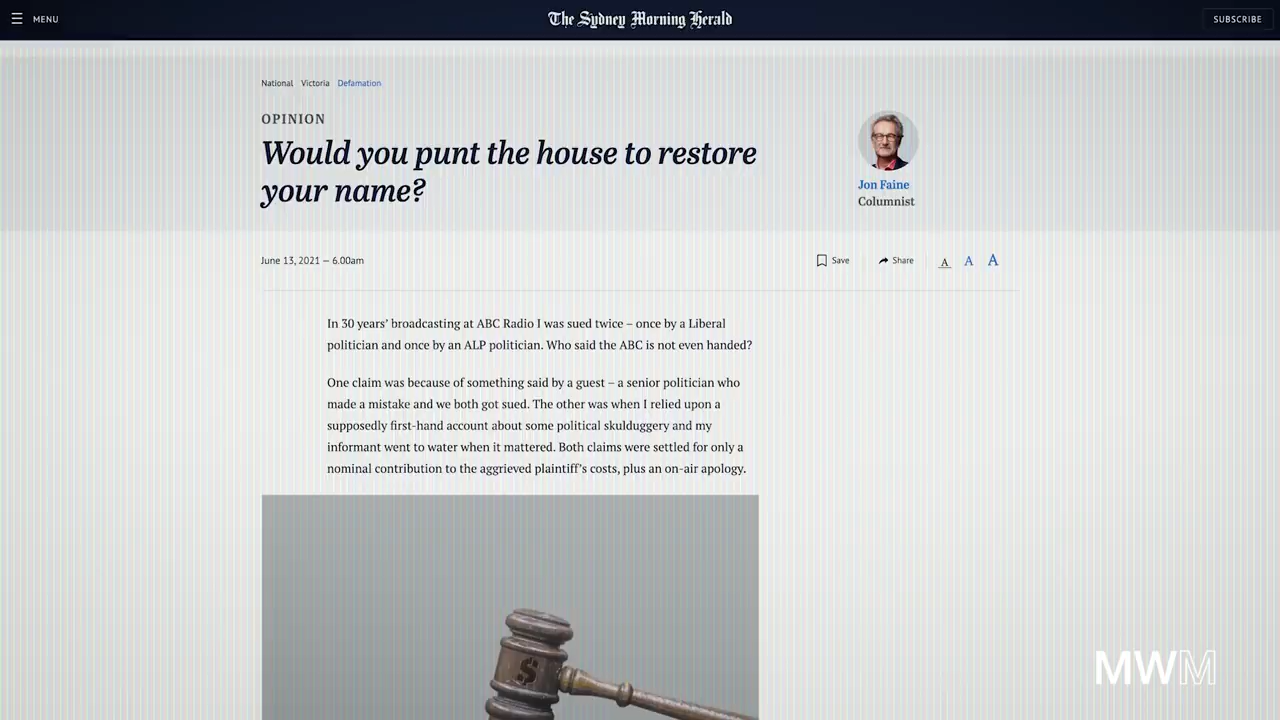 MENU
The Sydney Morning Herald
SUBSCRIBE
National Victoria Defamation
OPINION
Would you punt the house to restore
your name?
Jon Faine
Columnist
June 13, 2021 – 6.00am
Save
Share
A A A
In 30 years’ broadcasting at ABC Radio I was sued twice – once by a Liberal
politician and once by an ALP politician. Who said the ABC is not even handed?
One claim was because of something said by a guest – a senior politician who
made a mistake and we both got sued. The other was when I relied upon a
supposedly first-hand account about some political skulduggery and my
informant went to water when it mattered. Both claims were settled for only a
nominal contribution to the aggrieved plaintiff’s costs, plus an on-air apology.
$
MWM